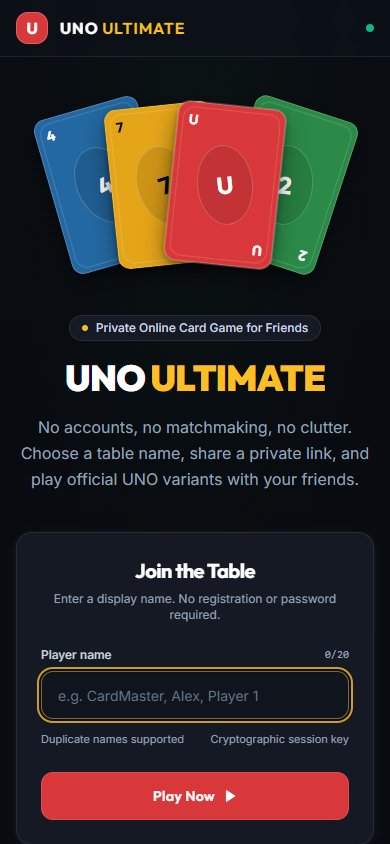 U UNO ULTIMATE
4
7
U
4
7
U
2
U
2
Private Online Card Game for Friends
UNO ULTIMATE
No accounts, no matchmaking, no clutter.
Choose a table name, share a private link, and
play official UNO variants with your friends.
Join the Table
Enter a display name. No registration or password
required.
Player name 0/20
e.g. CardMaster, Alex, Player 1
Duplicate names supported Cryptographic session key
Play Now